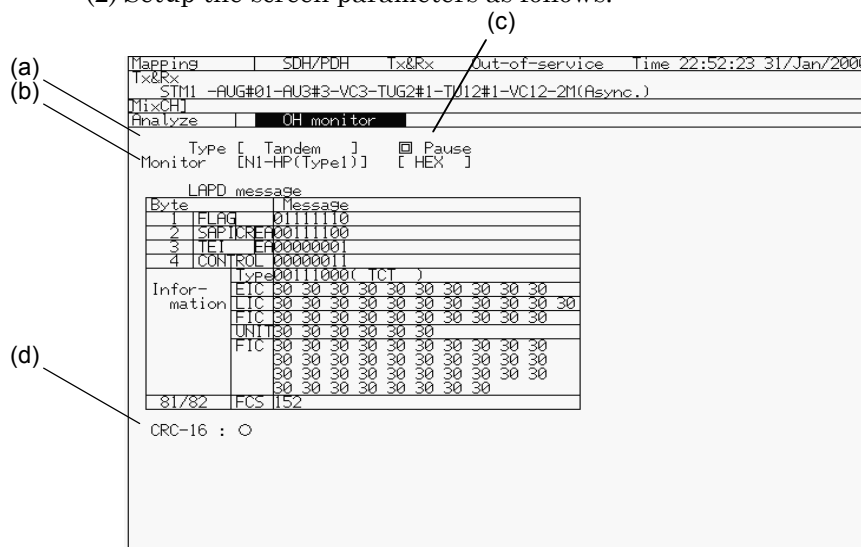 (2) Setup the screen parameters as follows.
(c)
Mapping SDH/PDH Tx&Rx Out-of-service Time 22:52:23 31/Jan/200
(a)
Tx&Rx
(b)
STM1 -AUG#01-AU3#3-VC3-TUG2#1-TU12#1-VC12-2M(Async.)
MixCH]
Analyze OH monitor
Type [ Tandem ] Pause
Monitor [N1-HP(Type1)] [ HEX ]
LAPD message
Byte Message
1 FLAG 01111110
2 SAPICREA 00111100
3 TEI EA 00000001
4 CONTROL 00000011
Type 00111000( TCT )
Infor- EIC 30 30 30 30 30 30 30 30 30 30
mation LIC 30 30 30 30 30 30 30 30 30 30 30
FIC 30 30 30 30 30 30 30 30 30 30
UNIT 30 30 30 30 30 30
(d)
FIC 30 30 30 30 30 30 30 30 30 30
30 30 30 30 30 30 30 30 30 30
30 30 30 30 30 30 30 30 30 30
30 30 30 30 30 30 30 30
81/82 FCS 152
CRC-16 : O